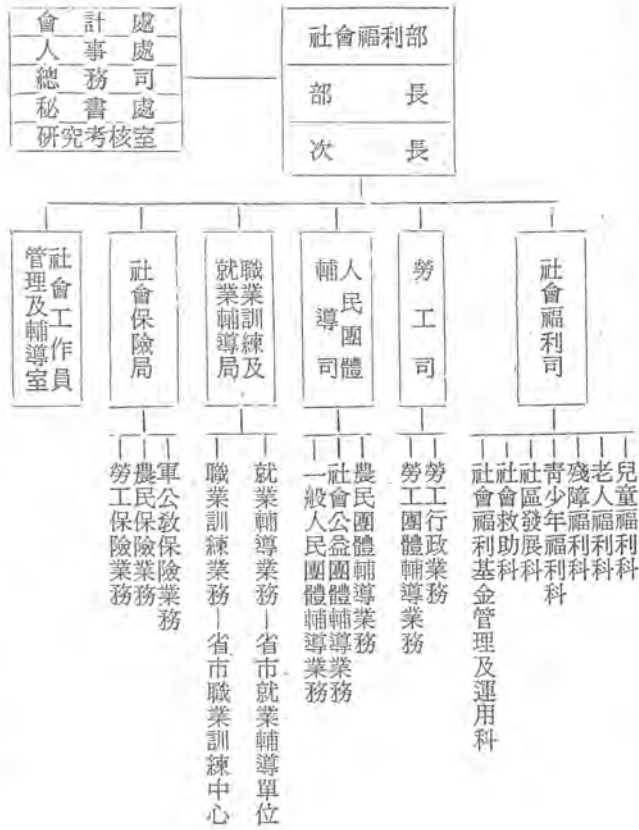 會計處
人事處
總務司
秘書處
研究考核室
社會福利部
部長
次長
社會福利司
兒童福利科
老人福利科
殘障福利科
青少年福利科
社區發展科
社會救助科
社會福利基金管理及運用科
勞工司
勞工行政業務
勞工團體輔導業務
人民團體
輔導司
農民團體輔導業務
社會公益團體輔導業務
一般人民團體輔導業務
職業訓練及
就業輔導局
就業輔導業務—省市就業輔導單位
職業訓練業務—省市職業訓練中心
社會保險局
軍公教保險業務
農民保險業務
勞工保險業務
社會工作員
管理及輔導室